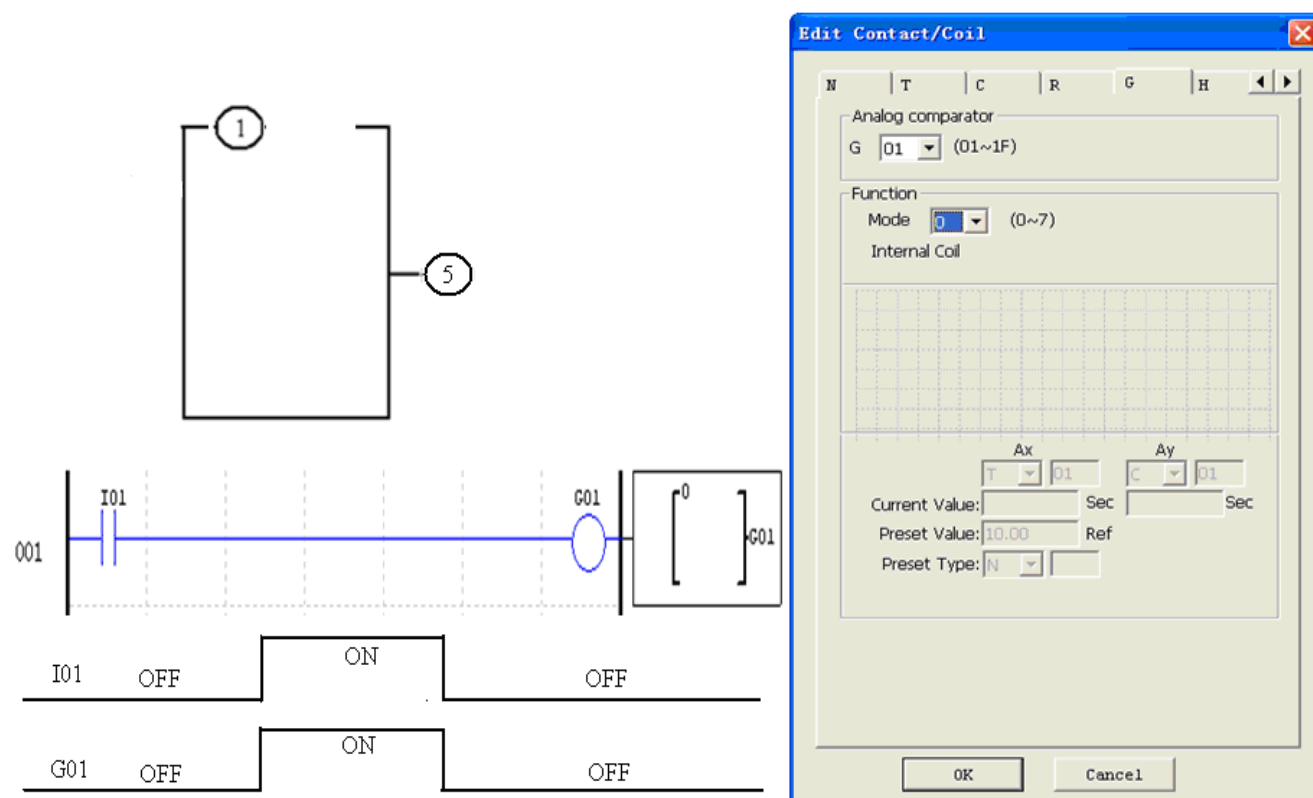 1
5
I01
G01
0
G01
001
I01
OFF
ON
OFF
G01
OFF
ON
OFF
Edit Contact/Coil
N T C R G H
Analog comparator
G 01 (01~1F)
Function
Mode 0 (0~7)
Internal Coil
Ax Ay
T 01 C 01
Current Value: Sec Sec
Preset Value: 10.00 Ref
Preset Type: N
OK Cancel